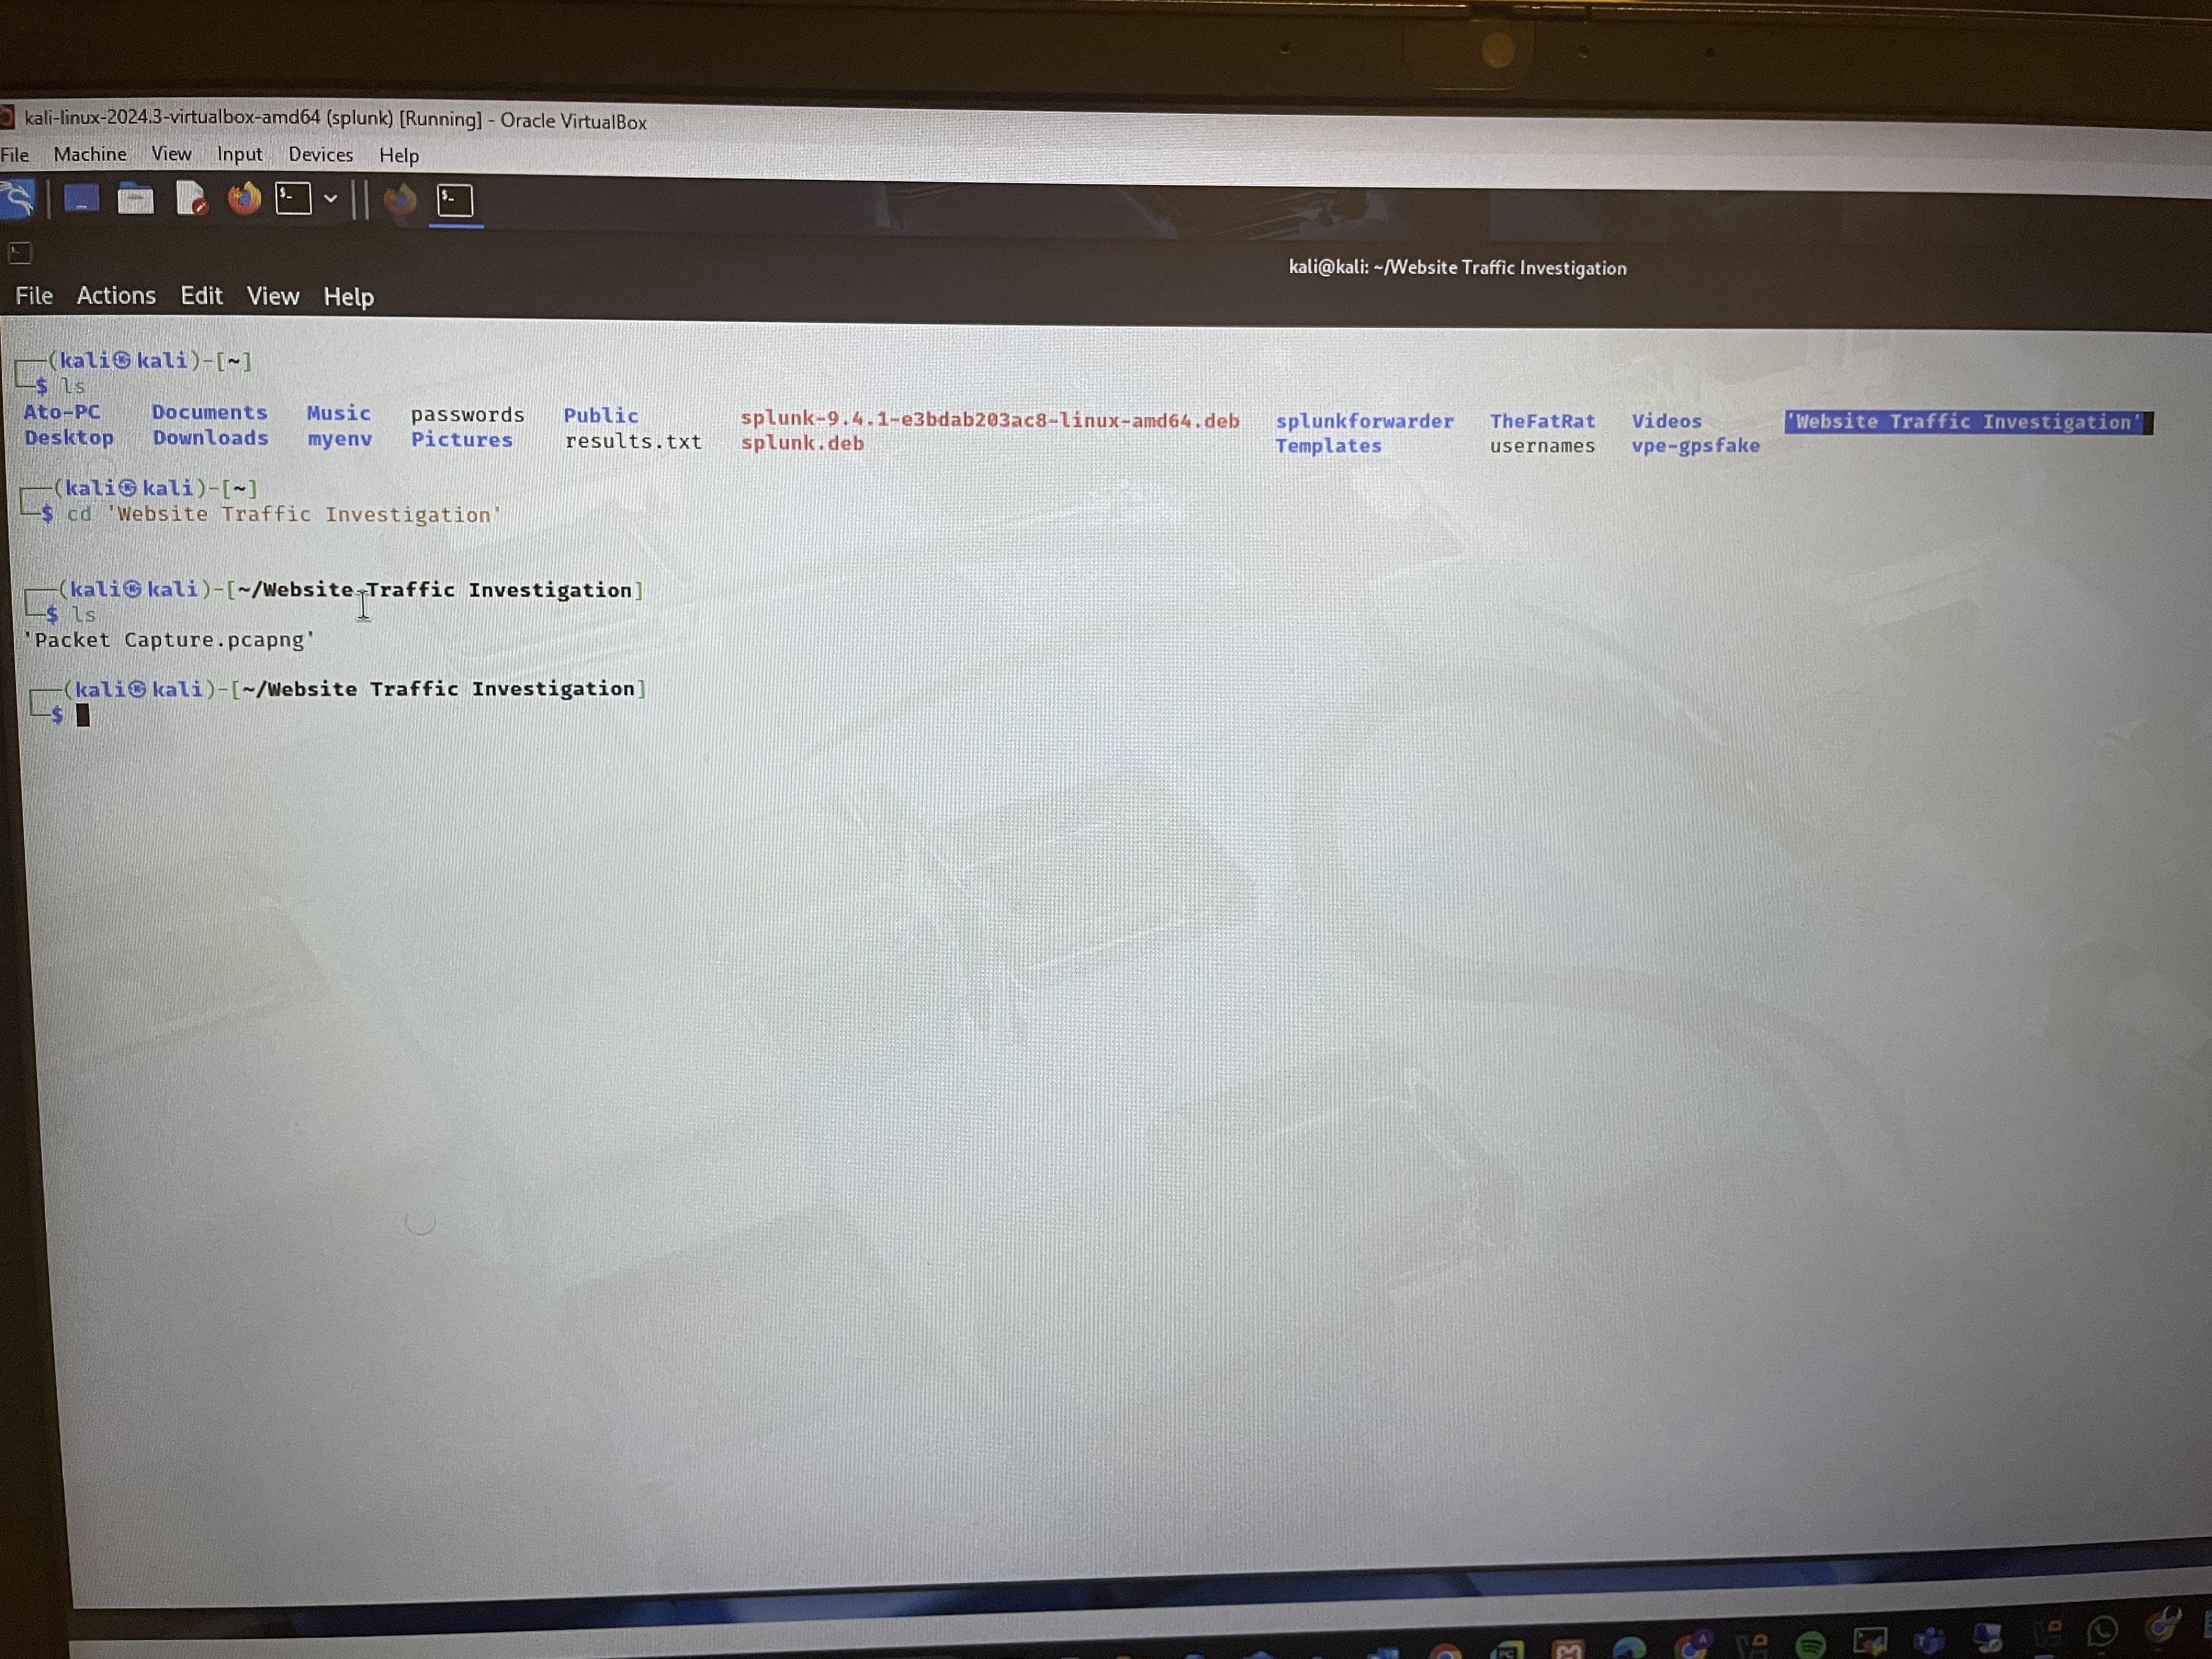 kali-linux-2024.3-virtualbox-amd64 (splunk) [Running] - Oracle VirtualBox
File Machine View Input Devices Help
kali@kali: ~/Website Traffic Investigation
File Actions Edit View Help
(kali㉿kali)-[~]
$ ls
Ato-PC Documents Music passwords Public splunk-9.4.1-e3bdab203ac8-linux-amd64.deb splunkforwarder TheFatRat Videos 'Website Traffic Investigation'
Desktop Downloads myenv Pictures results.txt splunk.deb Templates usernames vpe-gpsfake
(kali㉿kali)-[~]
$ cd 'Website Traffic Investigation'
(kali㉿kali)-[~/Website Traffic Investigation]
$ ls
'Packet Capture.pcapng'
(kali㉿kali)-[~/Website Traffic Investigation]
$